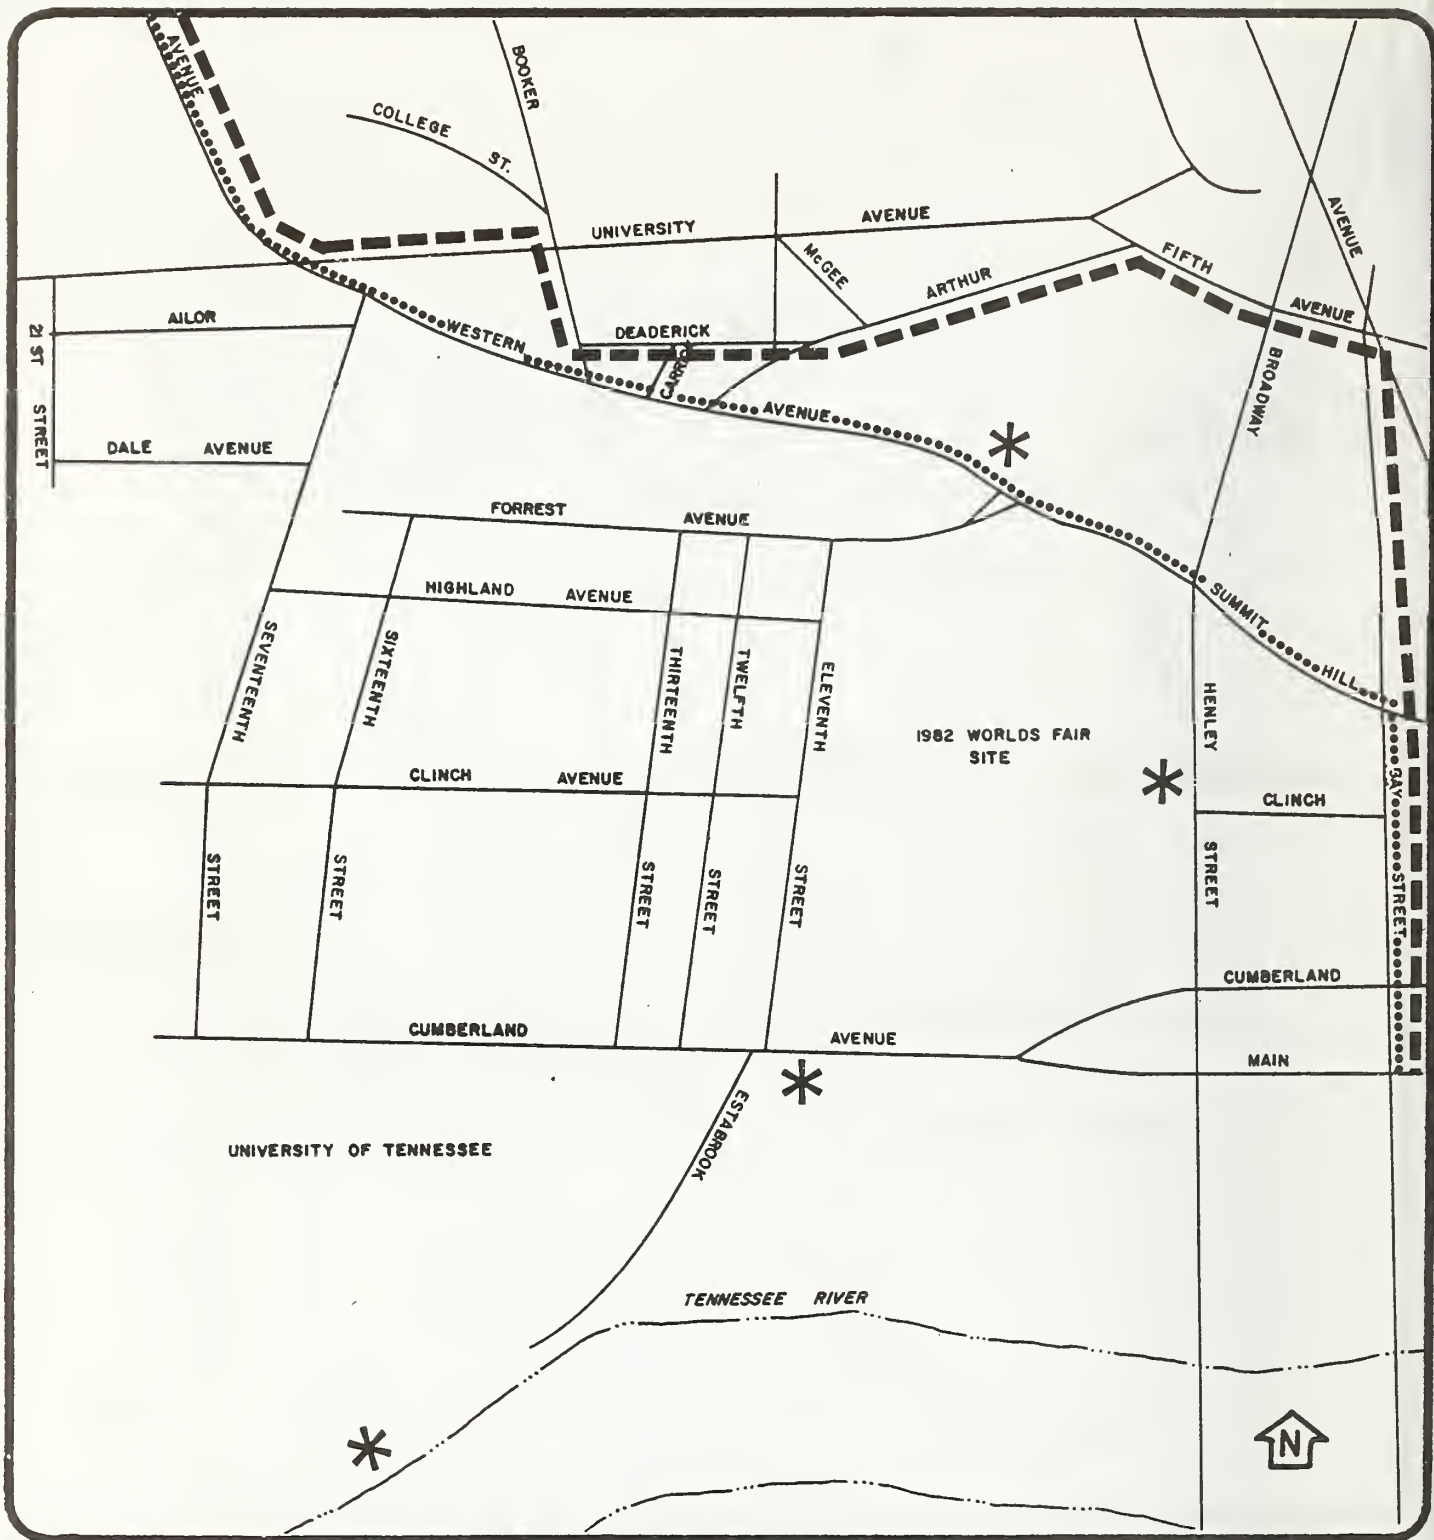 AVENUE
BOOKER
COLLEGE ST.
UNIVERSITY AVENUE
McGEE
ARTHUR
FIFTH AVENUE
AVENUE
AILOR
21 ST STREET
WESTERN AVENUE
DEADERICK
BROADWAY
DALE AVENUE
FORREST AVENUE
HIGHLAND AVENUE
SUMMIT HILL
SEVENTEENTH STREET
SIXTEENTH STREET
THIRTEENTH STREET
TWELFTH STREET
ELEVENTH STREET
1982 WORLDS FAIR
SITE
HENLEY STREET
GAY STREET
CLINCH AVENUE
CLINCH
CUMBERLAND
CUMBERLAND AVENUE
MAIN
ESTABROOK
UNIVERSITY OF TENNESSEE
TENNESSEE RIVER
N